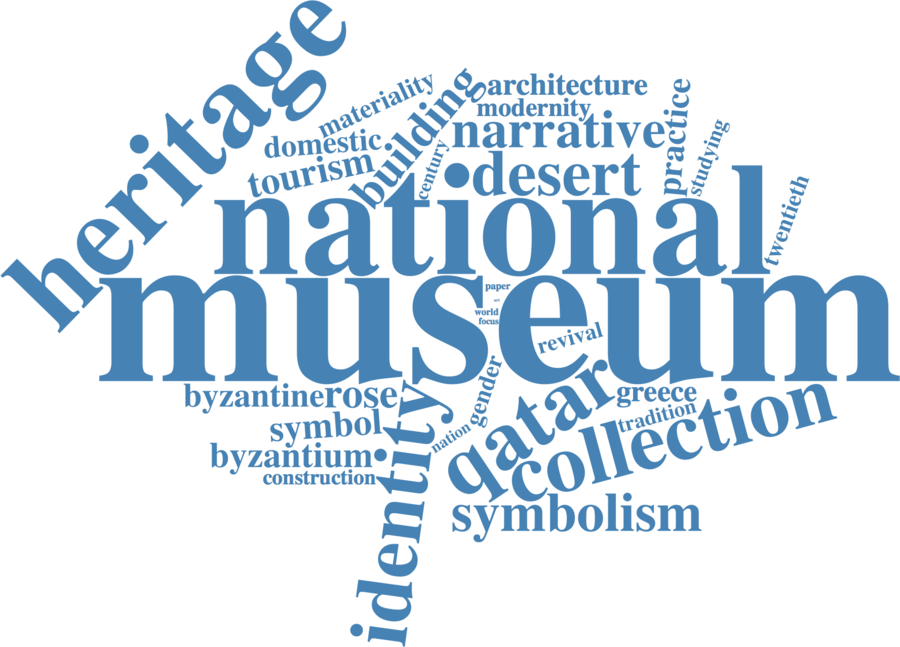 heritage
materiality
building
architecture
modernity
domestic
narrative
practice
studying
tourism
century
desert
twentieth
national
museum
paper
art
world
focus
revival
byzantine
rose
gender
qatar
greece
symbol
identity
nation
tradition
collection
byzantium
construction
symbolism